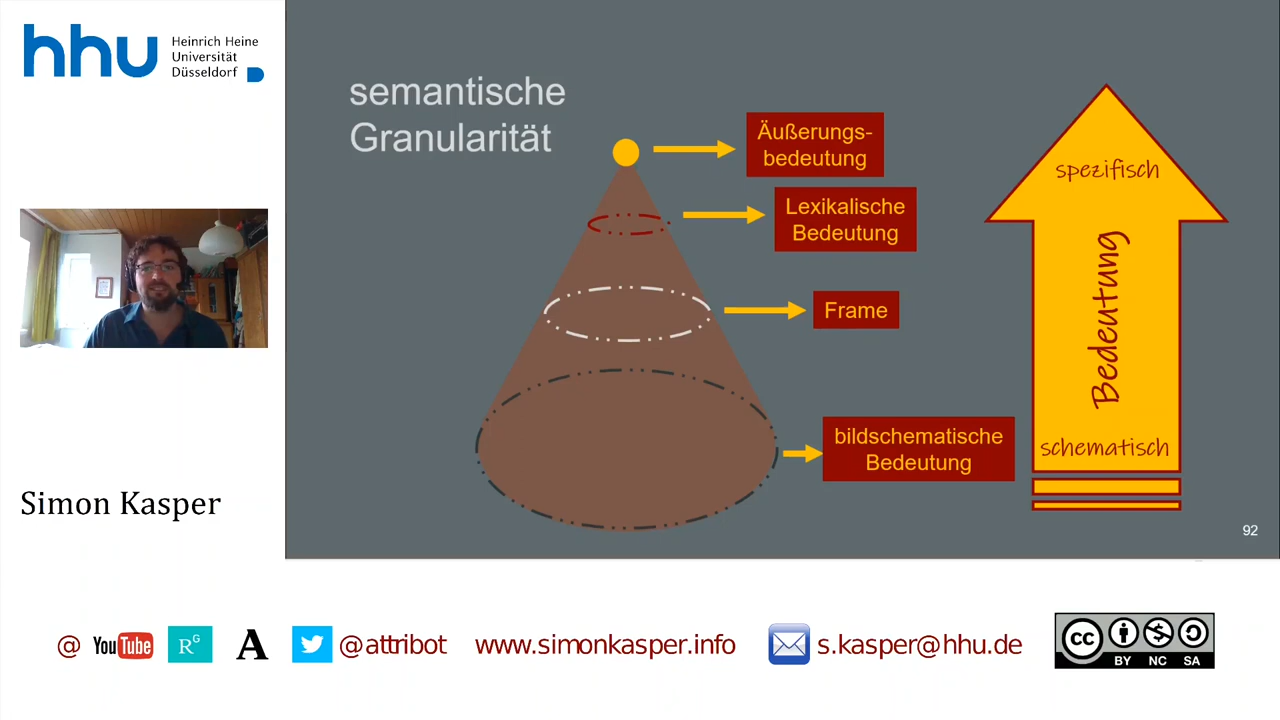 hhu
Heinrich Heine
Universität
Düsseldorf
semantische
Granularität
Äußerungs-
bedeutung
Lexikalische
Bedeutung
Frame
bildschematische
Bedeutung
spezifisch
Bedeutung
schematisch
92
Simon Kasper
@ YouTube RG A @attribot www.simonkasper.info s.kasper@hhu.de
cc
BY NC SA